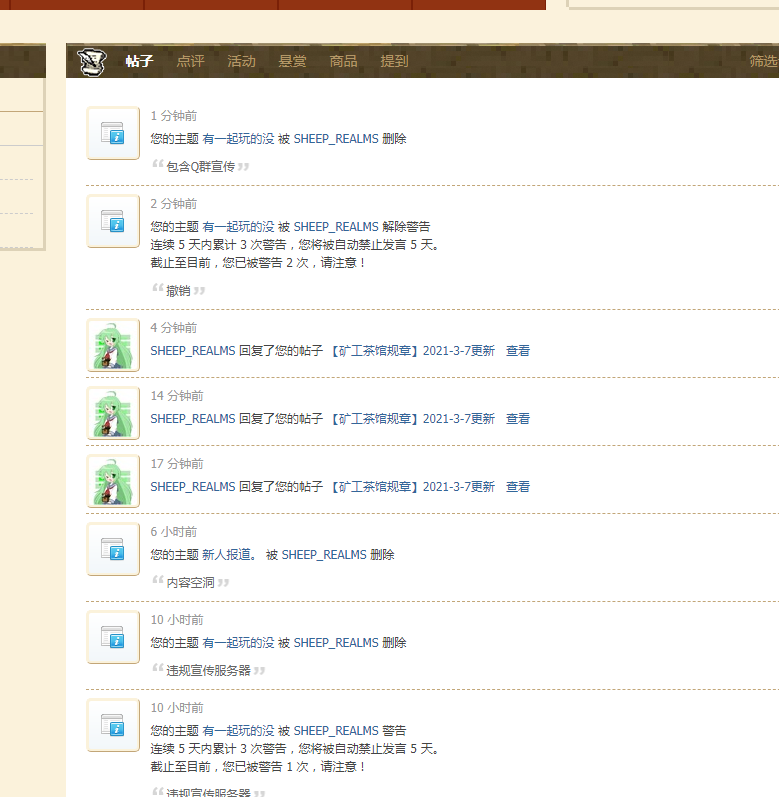 帖子 点评 活动 悬赏 商品 提到 筛选
1 分钟前
您的主题 有一起玩的没 被 SHEEP_REALMS 删除
“包含Q群宣传”
2 分钟前
您的主题 有一起玩的没 被 SHEEP_REALMS 解除警告
连续 5 天内累计 3 次警告，您将被自动禁止发言 5 天。
截止至目前，您已被警告 2 次，请注意！
“撤销”
4 分钟前
SHEEP_REALMS 回复了您的帖子 【矿工茶馆规章】2021-3-7更新 查看
14 分钟前
SHEEP_REALMS 回复了您的帖子 【矿工茶馆规章】2021-3-7更新 查看
17 分钟前
SHEEP_REALMS 回复了您的帖子 【矿工茶馆规章】2021-3-7更新 查看
6 小时前
您的主题 新人报道。 被 SHEEP_REALMS 删除
“内容空洞”
10 小时前
您的主题 有一起玩的没 被 SHEEP_REALMS 删除
“违规宣传服务器”
10 小时前
您的主题 有一起玩的没 被 SHEEP_REALMS 警告
连续 5 天内累计 3 次警告，您将被自动禁止发言 5 天。
截止至目前，您已被警告 1 次，请注意！
“违规宣传服务器”